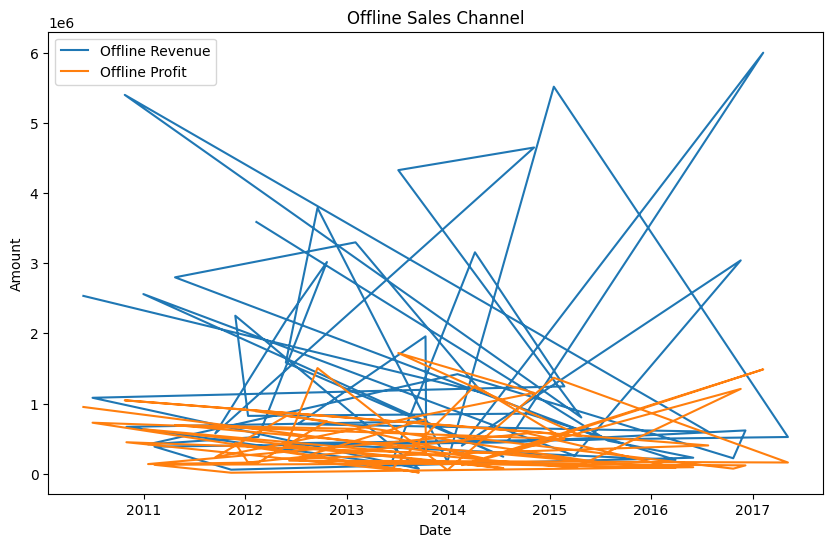 Offline Sales Channel
1e6
Offline Revenue
Offline Profit
6
5
4
3
2
1
0
Amount
2011 2012 2013 2014 2015 2016 2017
Date